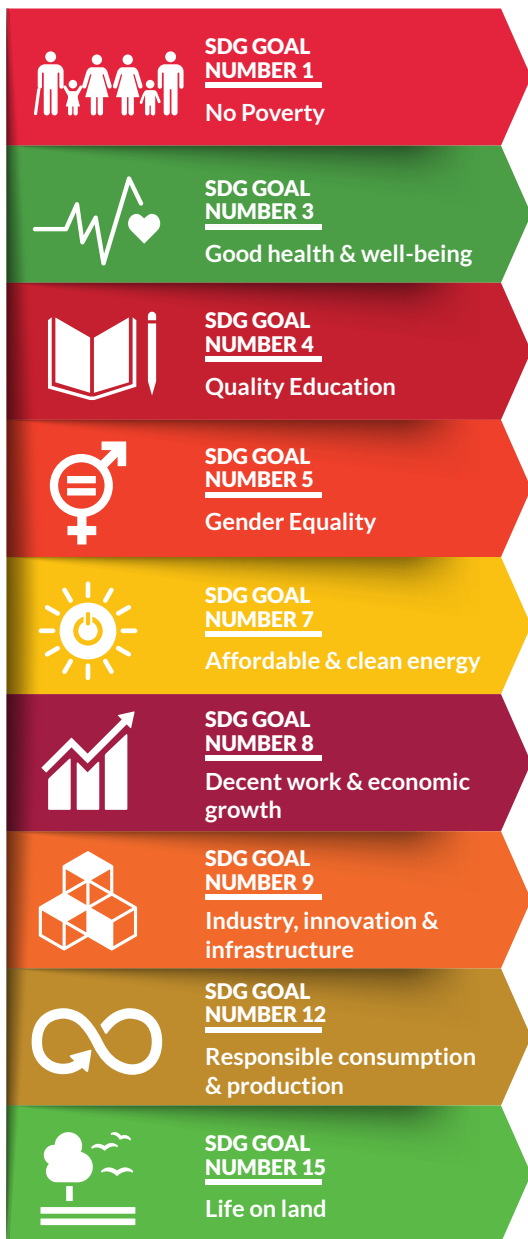 SDG GOAL
NUMBER 1
No Poverty
SDG GOAL
NUMBER 3
Good health & well-being
SDG GOAL
NUMBER 4
Quality Education
SDG GOAL
NUMBER 5
Gender Equality
SDG GOAL
NUMBER 7
Affordable & clean energy
SDG GOAL
NUMBER 8
Decent work & economic
growth
SDG GOAL
NUMBER 9
Industry, innovation &
infrastructure
SDG GOAL
NUMBER 12
Responsible consumption
& production
SDG GOAL
NUMBER 15
Life on land